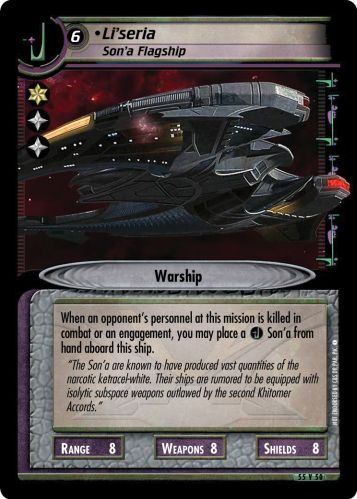 6
•Li'seria
Son'a Flagship
Warship
When an opponent's personnel at this mission is killed in
combat or an engagement, you may place a Son'a from
hand aboard this ship.
"The Son'a are known to have produced vast quantities of the
narcotic ketracel-white. Their ships are rumored to be equipped with
isolytic subspace weapons outlawed by the second Khitomer
Accords."
RANGE 8 WEAPONS 8 SHIELDS 8
55 V 50